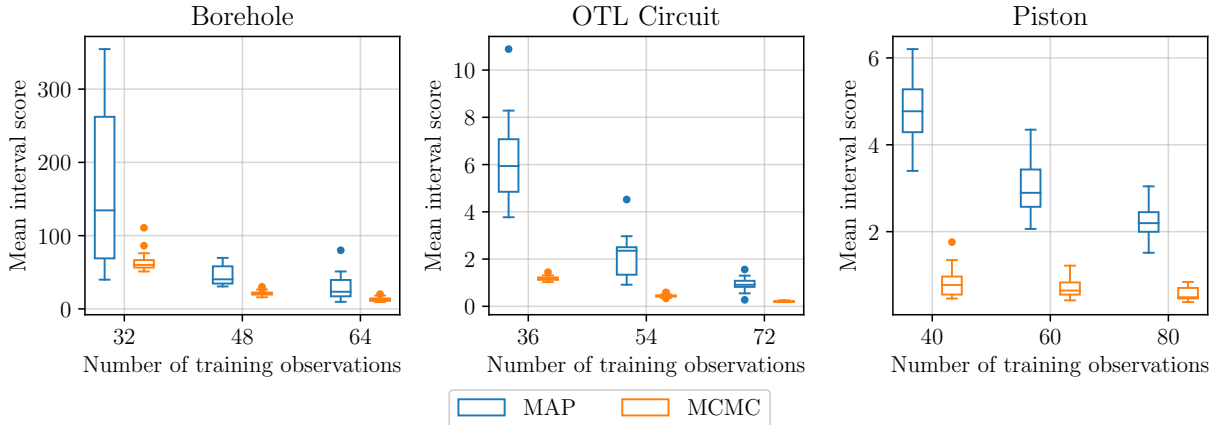 Borehole
Mean interval score
300
200
100
0
32 48 64
Number of training observations
OTL Circuit
Mean interval score
10
8
6
4
2
0
36 54 72
Number of training observations
Piston
Mean interval score
6
4
2
40 60 80
Number of training observations
MAP MCMC